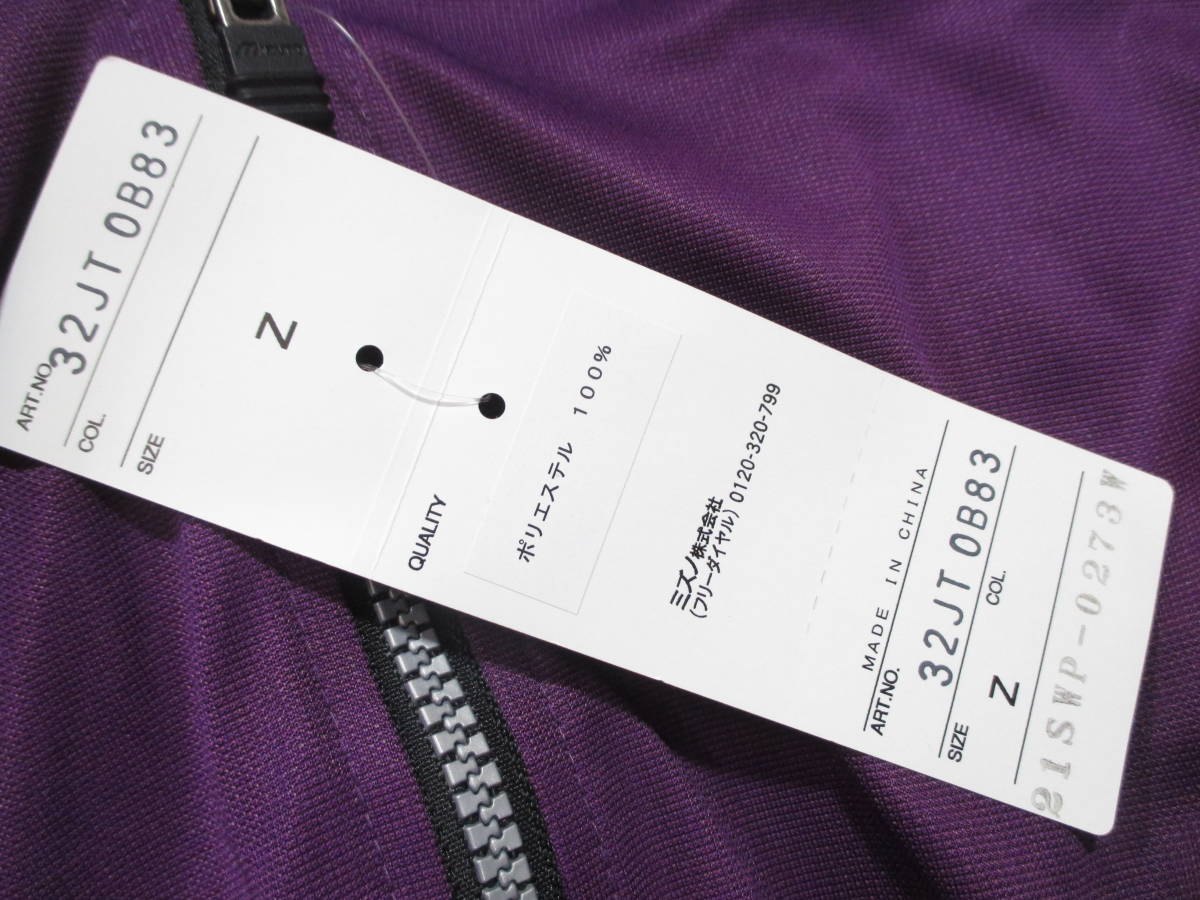 mizuno
ART.NO.
32JT0B83
COL.
SIZE
Z
QUALITY
ポリエステル 100%
ミズノ株式会社
(フリーダイヤル) 0120-320-799
MADE IN CHINA
ART.NO.
32JT0B83
COL.
SIZE
Z
21SWP-0273W